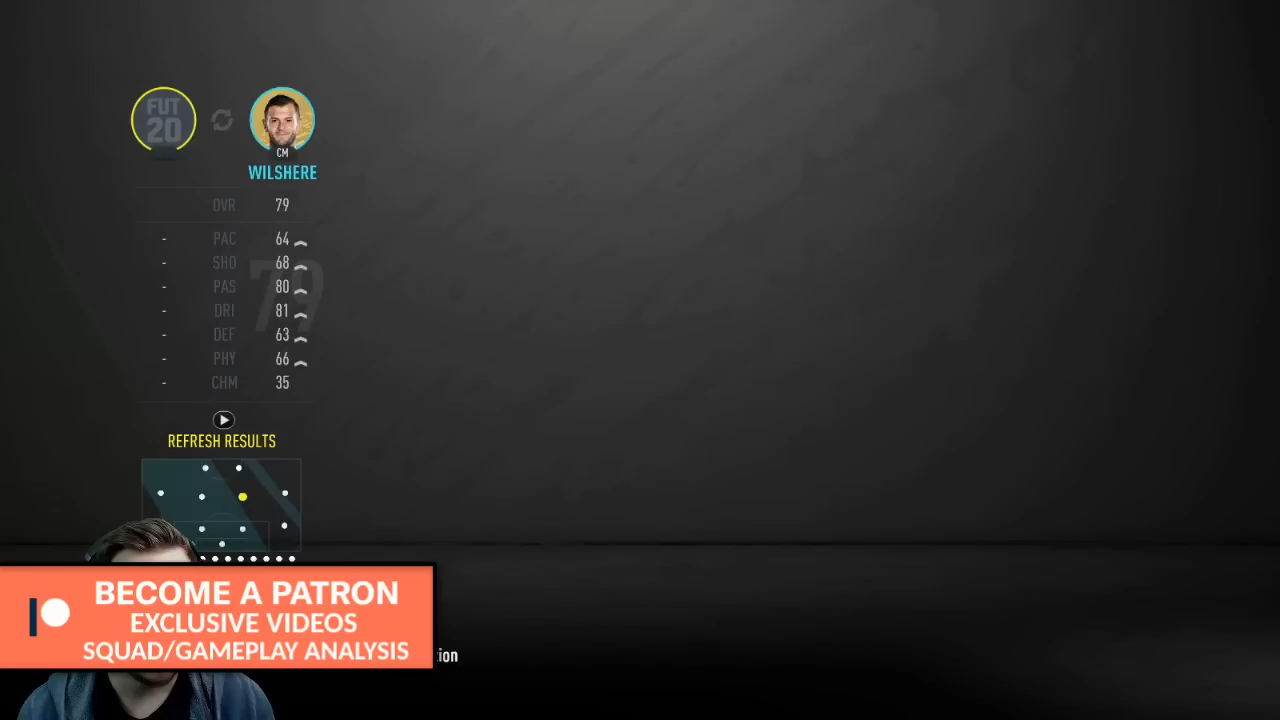 FUT
20
CM
WILSHERE
OVR 79
- PAC 64
- SHO 68
79
- PAS 80
- DRI 81
- DEF 63
- PHY 66
- CHM 35
REFRESH RESULTS
BECOME A PATRON
EXCLUSIVE VIDEOS
SQUAD/GAMEPLAY ANALYSIS